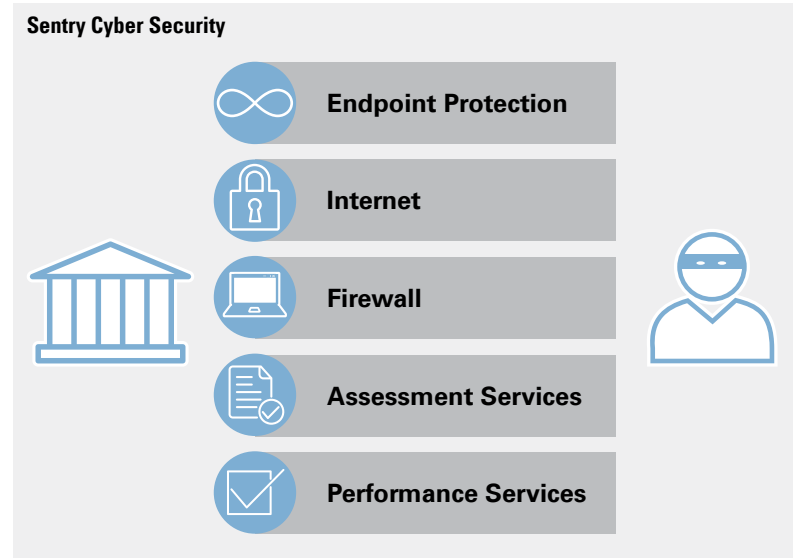 Sentry Cyber Security
Endpoint Protection
Internet
Firewall
Assessment Services
Performance Services